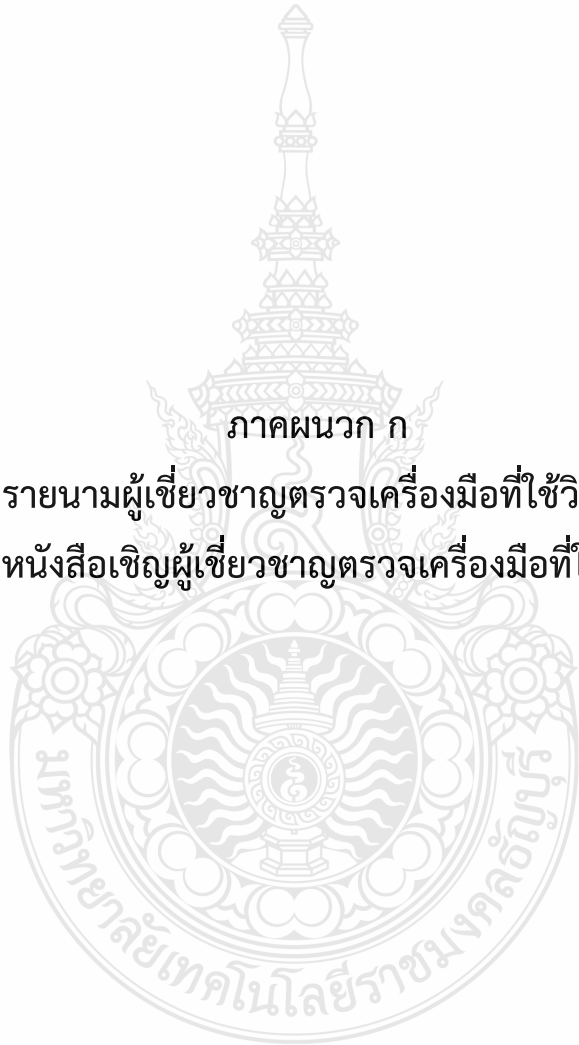 ภาคผนวก ก
รายนามผู้เชี่ยวชาญตรวจเครื่องมือที่ใช้วิ
หนังสือเชิญผู้เชี่ยวชาญตรวจเครื่องมือที่ใ
มหาวิทยาลัยเทคโนโลยีราชมงคลธัญบุรี